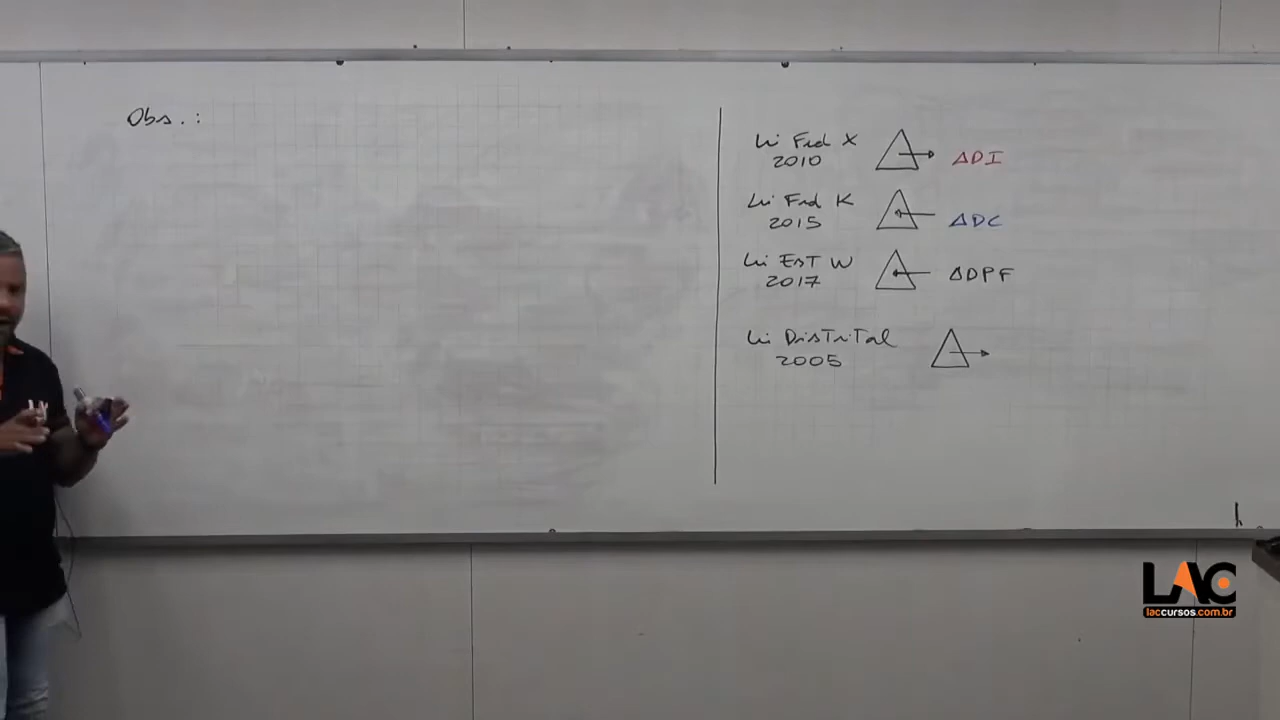 Obs.:
Lei Fed X
2010
ADI
Lei Fed K
2015
ADC
Lei Est W
2017
ADPF
Lei Distrital
2005
LAC
laccursos.com.br